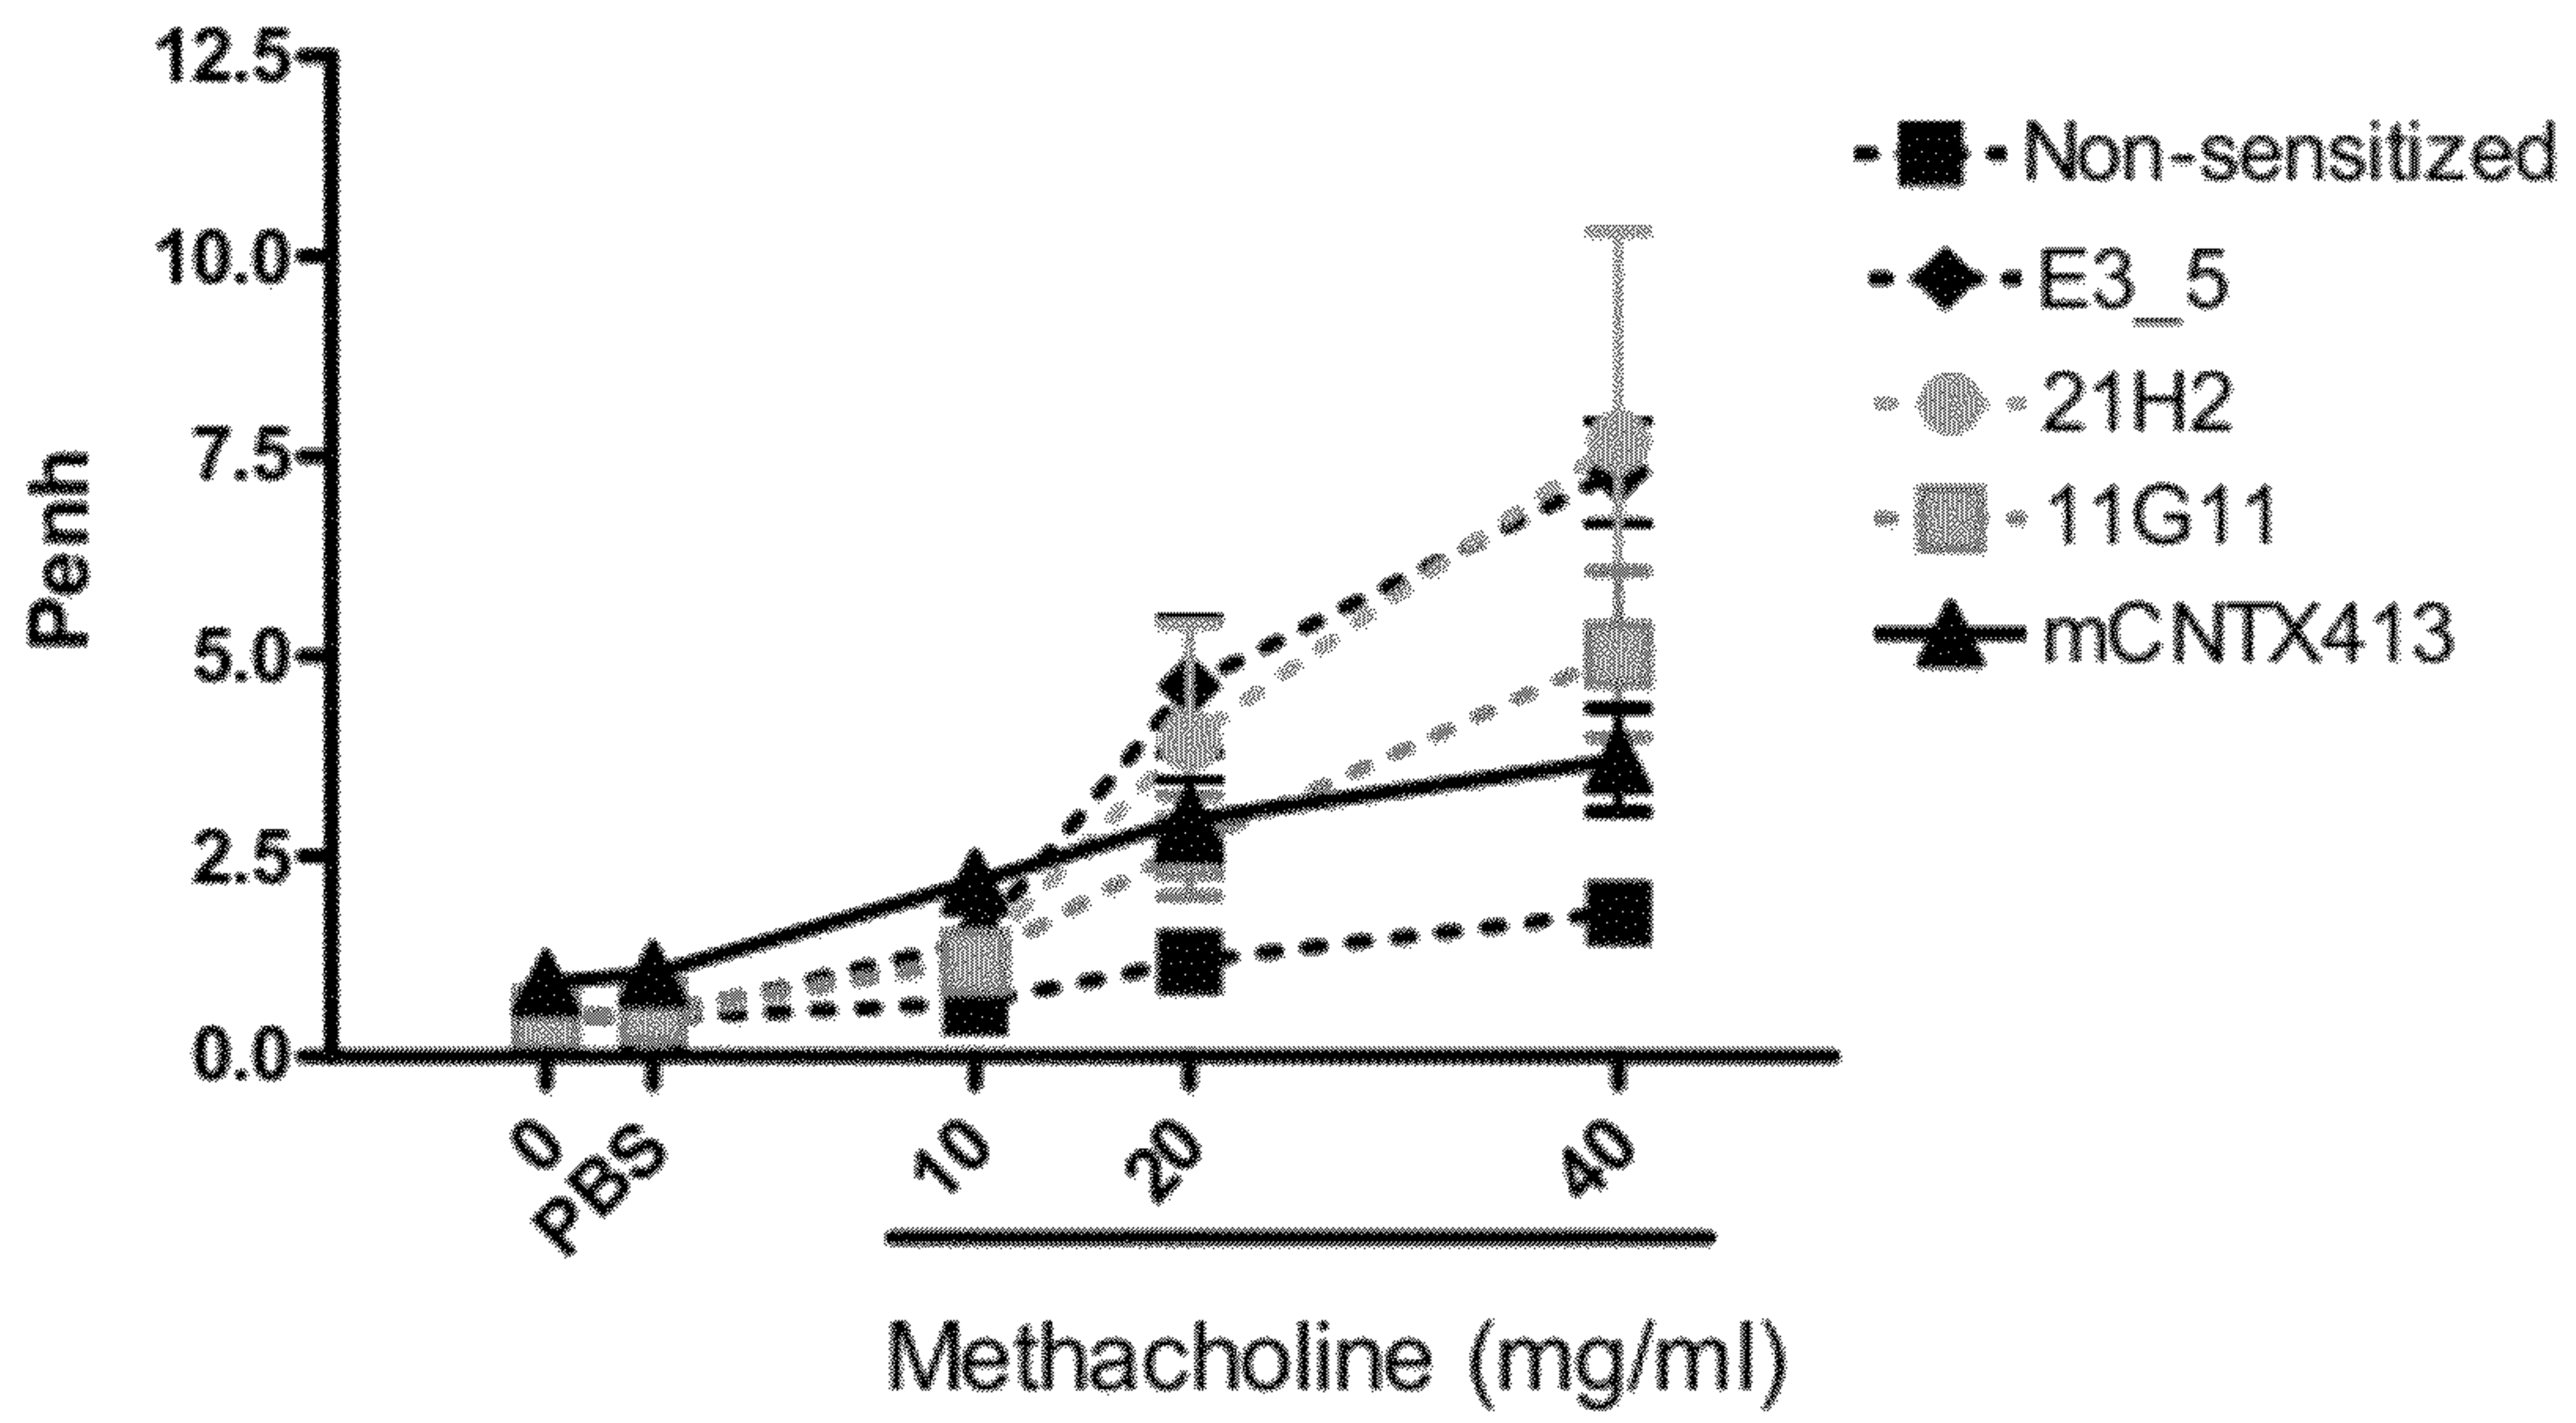 12.5
10.0
7.5
5.0
2.5
0.0
Penh
0
PBS
10
20
40
Methacholine (mg/ml)
Non-sensitized
E3_5
21H2
11G11
mCNTX413